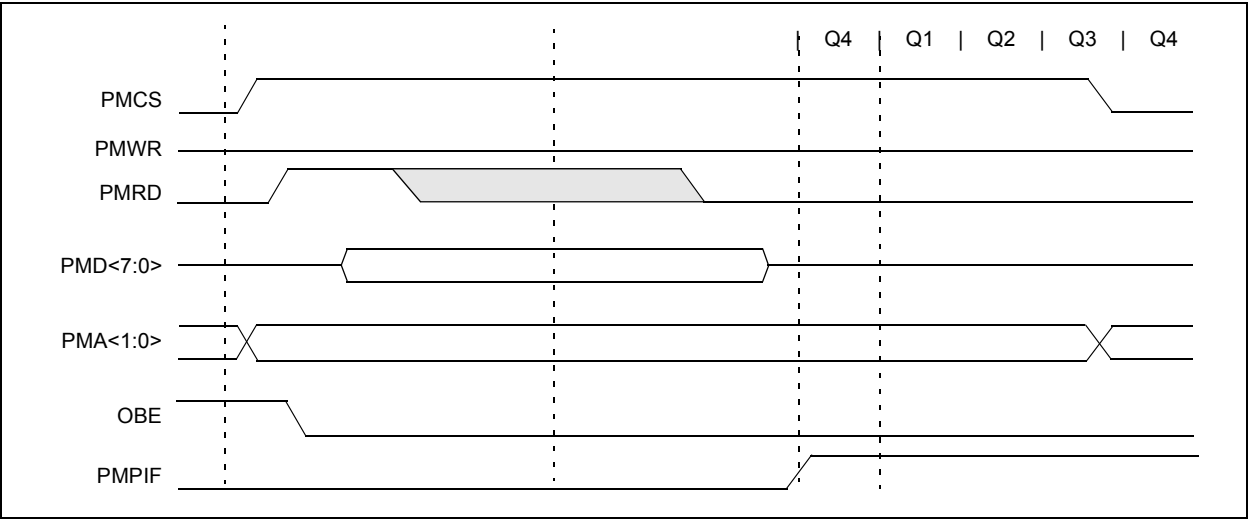 | Q4 | Q1 | Q2 | Q3 | Q4
PMCS
PMWR
PMRD
PMD<7:0>
PMA<1:0>
OBE
PMPIF